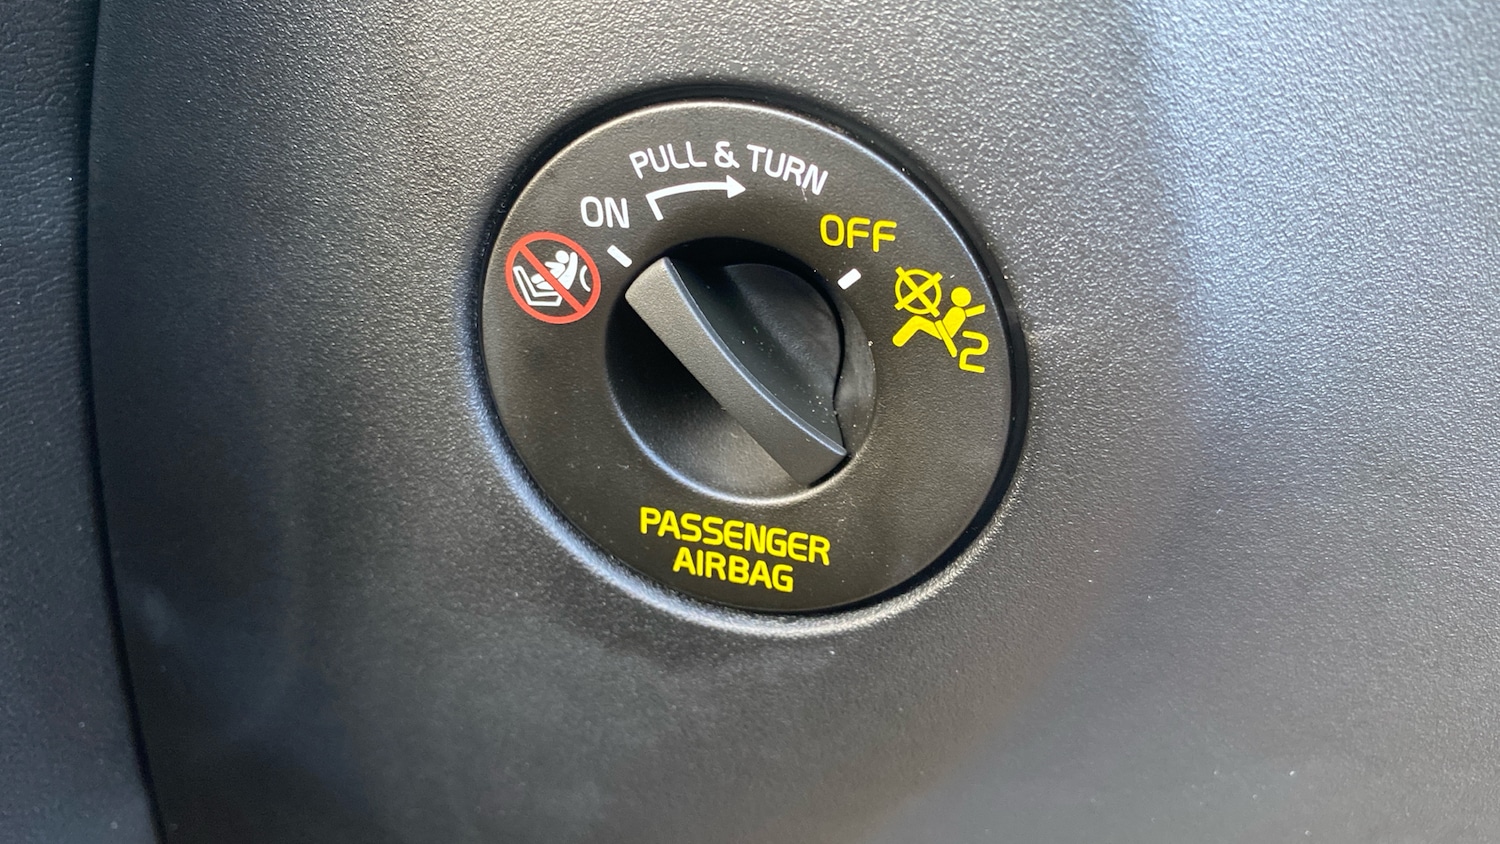 PULL & TURN
ON
OFF
2
PASSENGER
AIRBAG